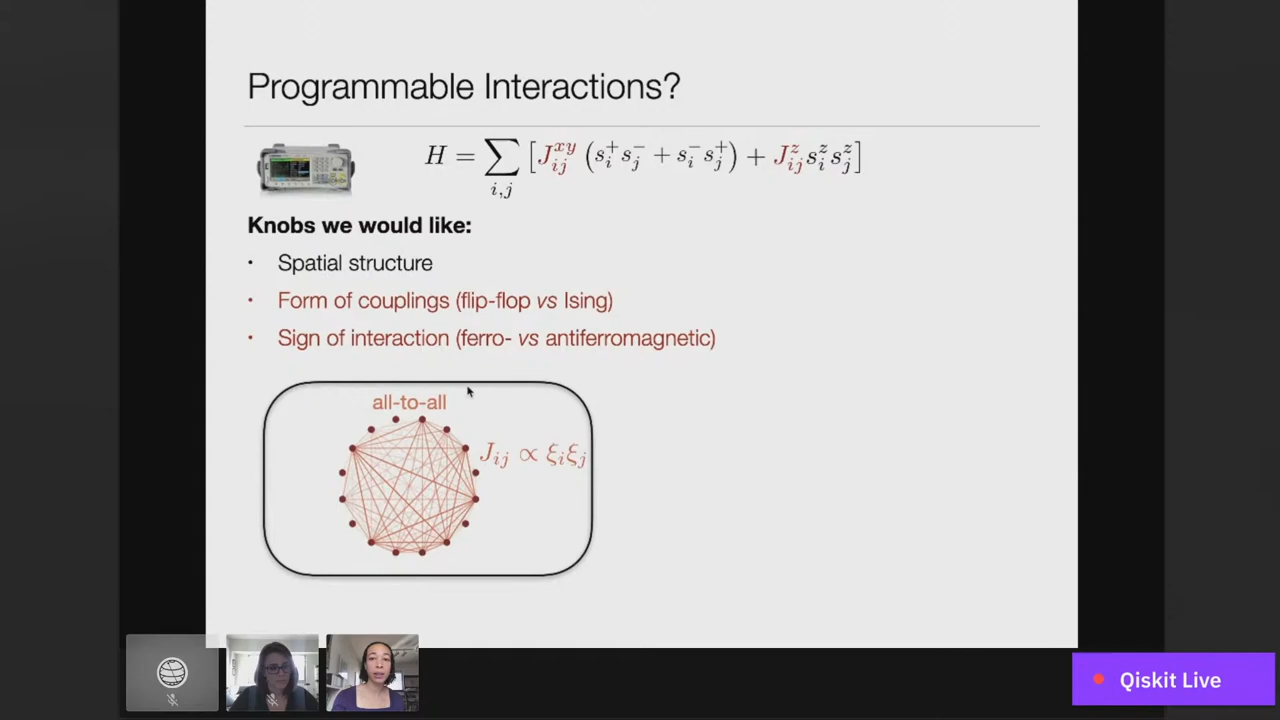 Programmable Interactions?
H = \sum_{i,j} [ J_{ij}^{xy} ( s_i^+ s_j^- + s_i^- s_j^+ ) + J_{ij}^z s_i^z s_j^z ]
Knobs we would like:
• Spatial structure
• Form of couplings (flip-flop vs Ising)
• Sign of interaction (ferro- vs antiferromagnetic)
all-to-all
J_{ij} ∝ ξ_i ξ_j
Qiskit Live